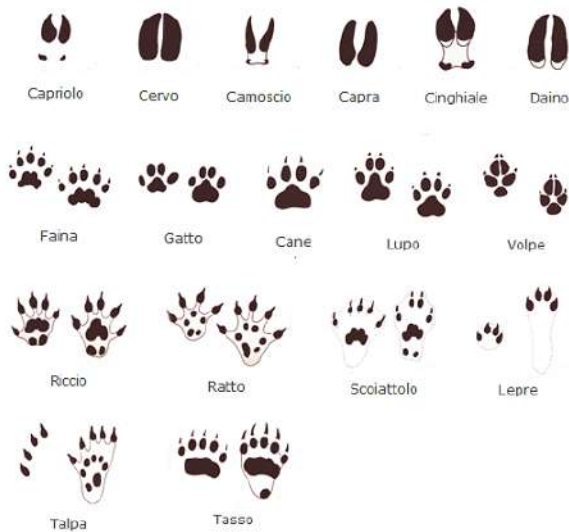 Capriolo Cervo Camoscio Capra Cinghiale Daino
Faina Gatto Cane Lupo Volpe
Riccio Ratto Scoiattolo Lepre
Talpa Tasso